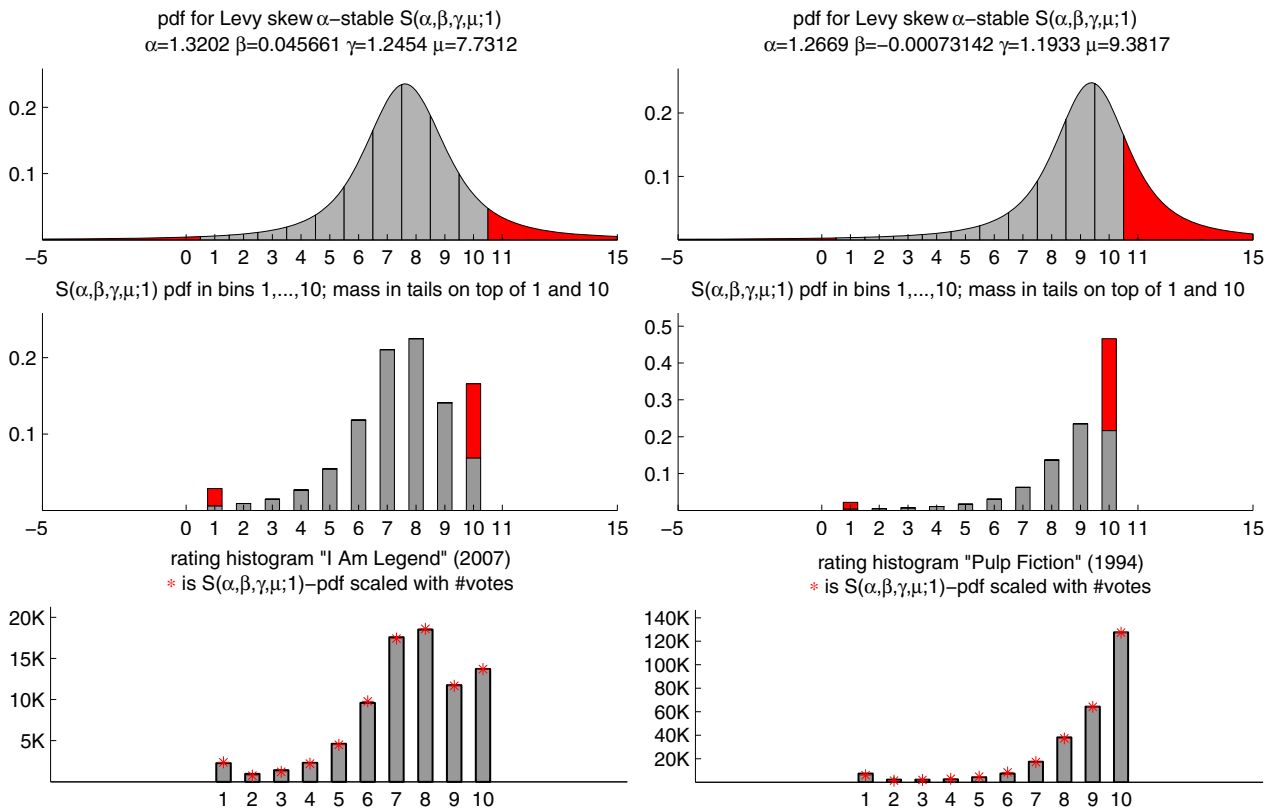 pdf for Levy skew α−stable S(α,β,γ,μ;1)
α=1.3202 β=0.045661 γ=1.2454 μ=7.7312
0.2
0.1
−5 0 1 2 3 4 5 6 7 8 9 10 11 15
S(α,β,γ,μ;1) pdf in bins 1,...,10; mass in tails on top of 1 and 10
0.2
0.1
−5 0 1 2 3 4 5 6 7 8 9 10 11 15
rating histogram "I Am Legend" (2007)
* is S(α,β,γ,μ;1)−pdf scaled with #votes
20K
15K
10K
5K
1 2 3 4 5 6 7 8 9 10
pdf for Levy skew α−stable S(α,β,γ,μ;1)
α=1.2669 β=−0.00073142 γ=1.1933 μ=9.3817
0.2
0.1
−5 0 1 2 3 4 5 6 7 8 9 10 11 15
S(α,β,γ,μ;1) pdf in bins 1,...,10; mass in tails on top of 1 and 10
0.5
0.4
0.3
0.2
0.1
−5 0 1 2 3 4 5 6 7 8 9 10 11 15
rating histogram "Pulp Fiction" (1994)
* is S(α,β,γ,μ;1)−pdf scaled with #votes
140K
120K
100K
80K
60K
40K
20K
1 2 3 4 5 6 7 8 9 10